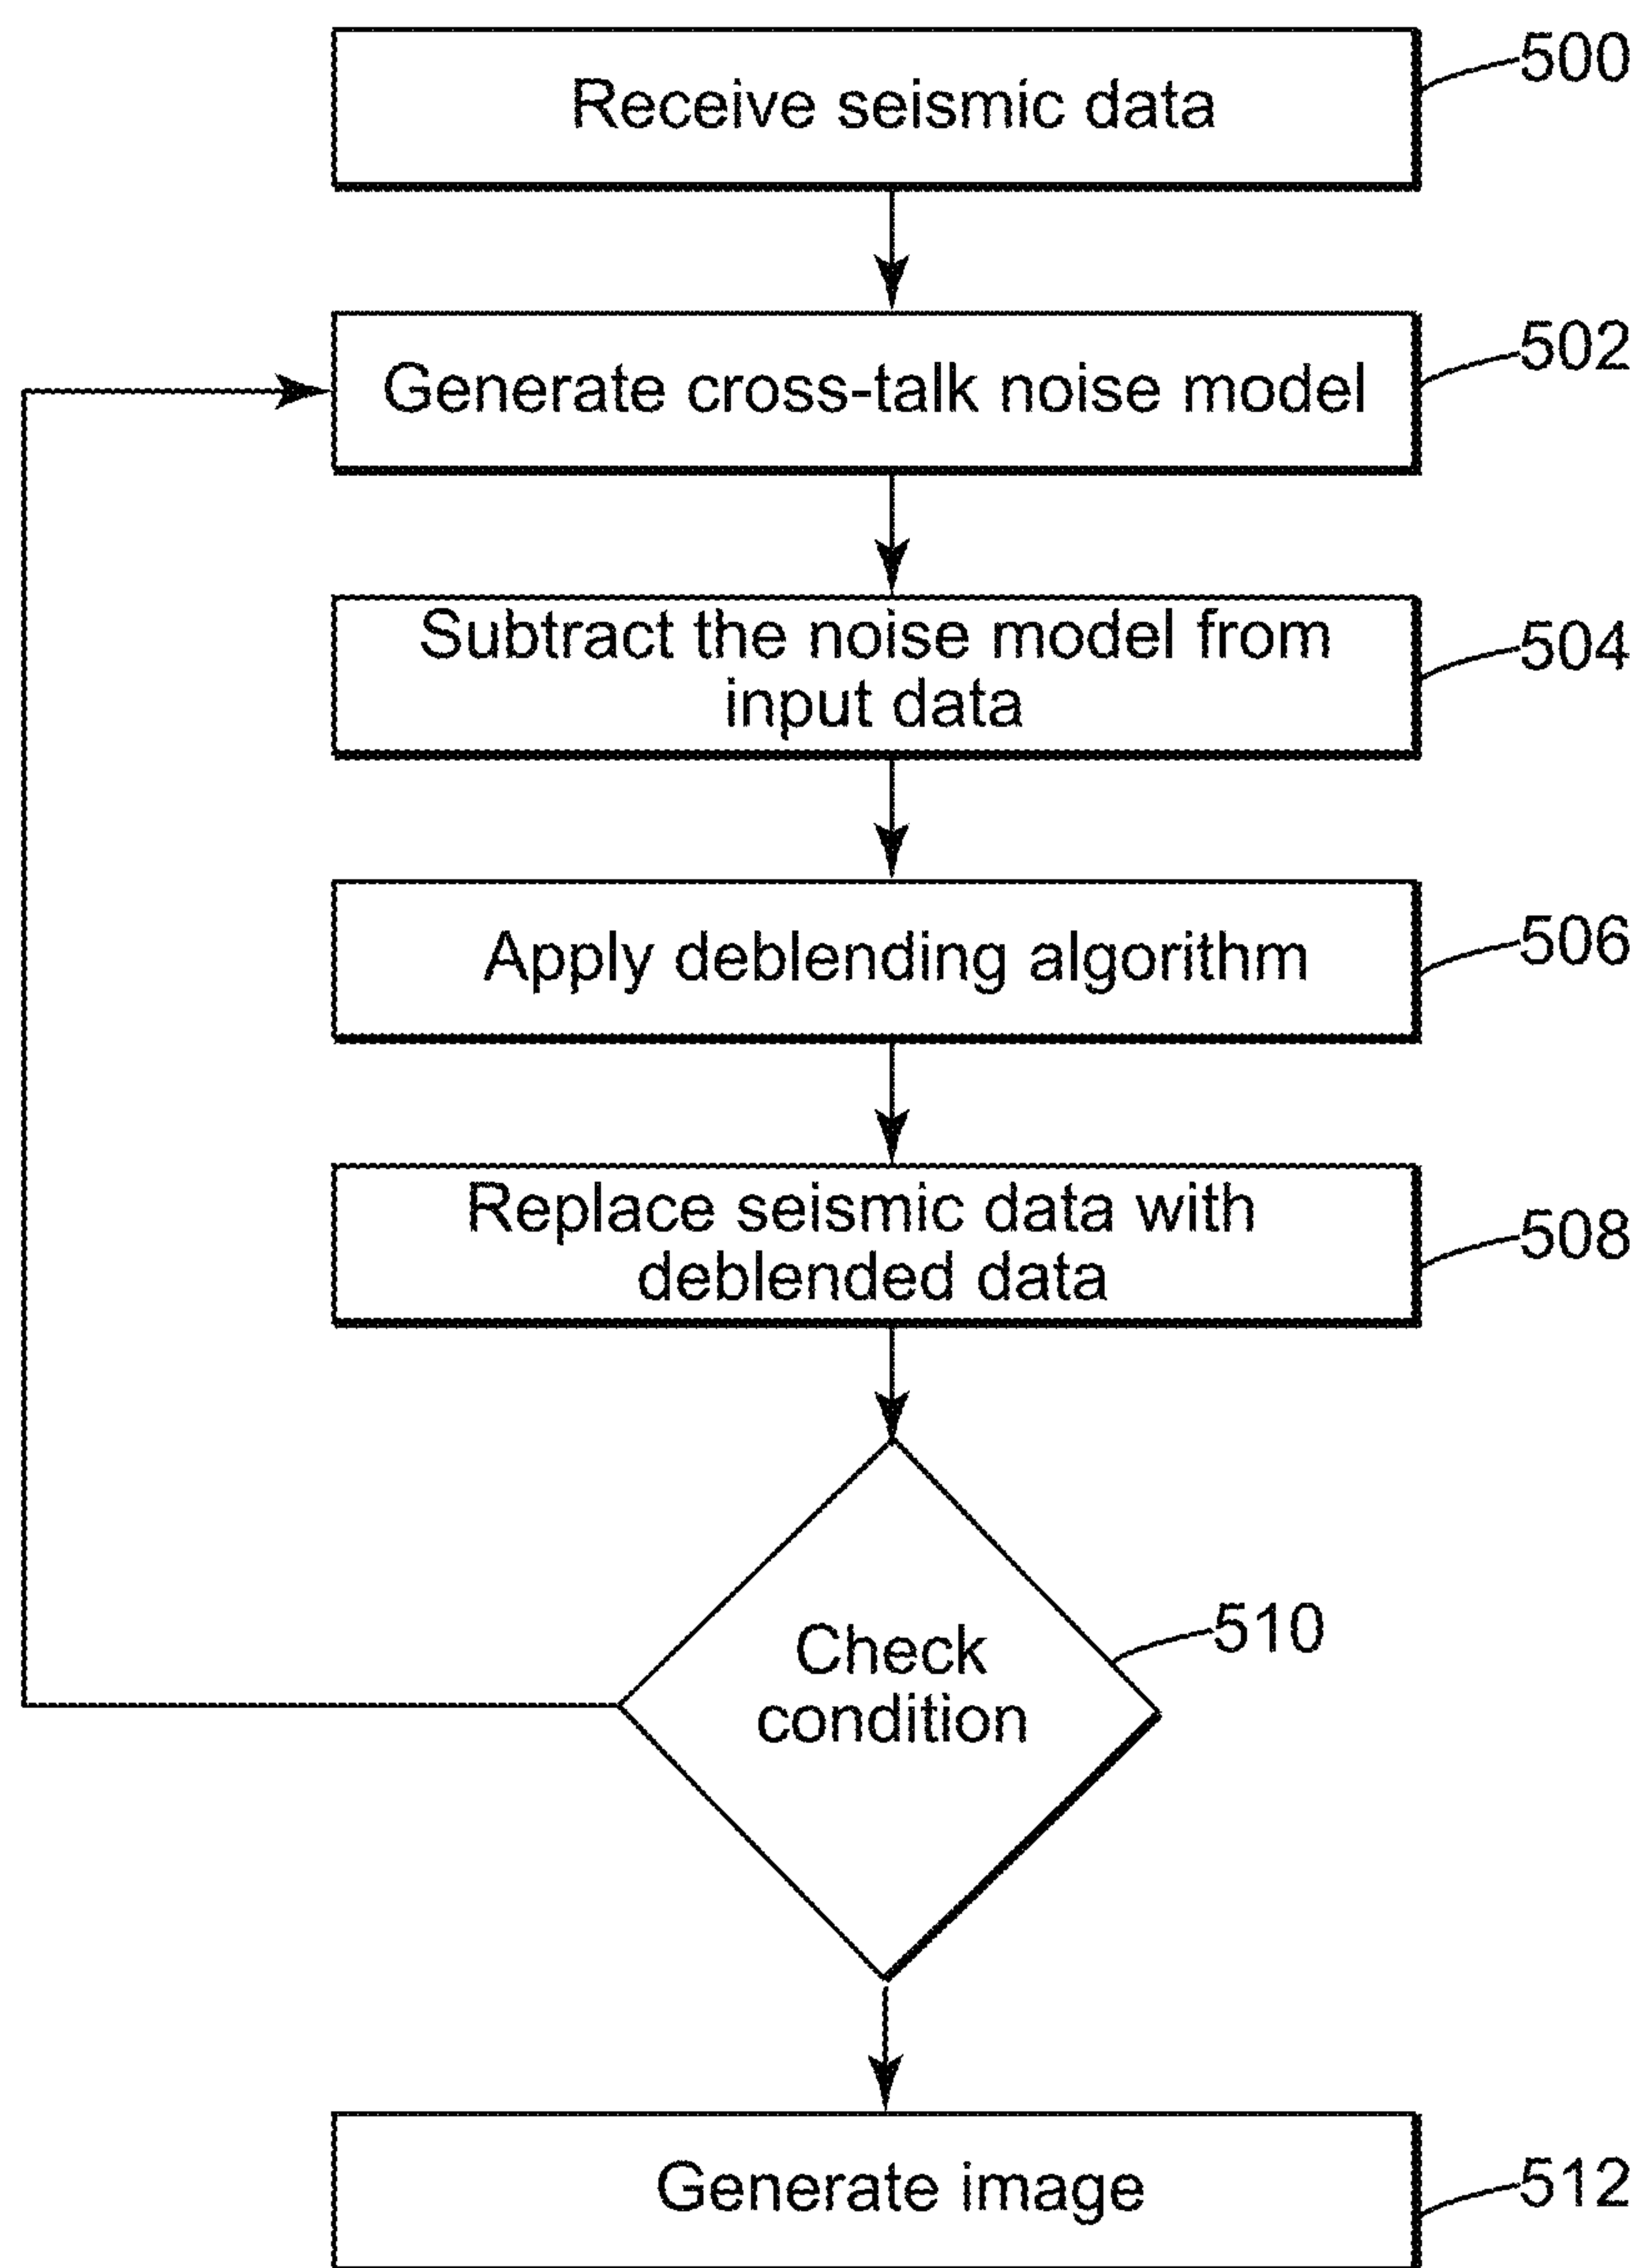 Receive seismic data
500
Generate cross-talk noise model
502
Subtract the noise model from
input data
504
Apply deblending algorithm
506
Replace seismic data with
deblended data
508
Check
condition
510
Generate image
512